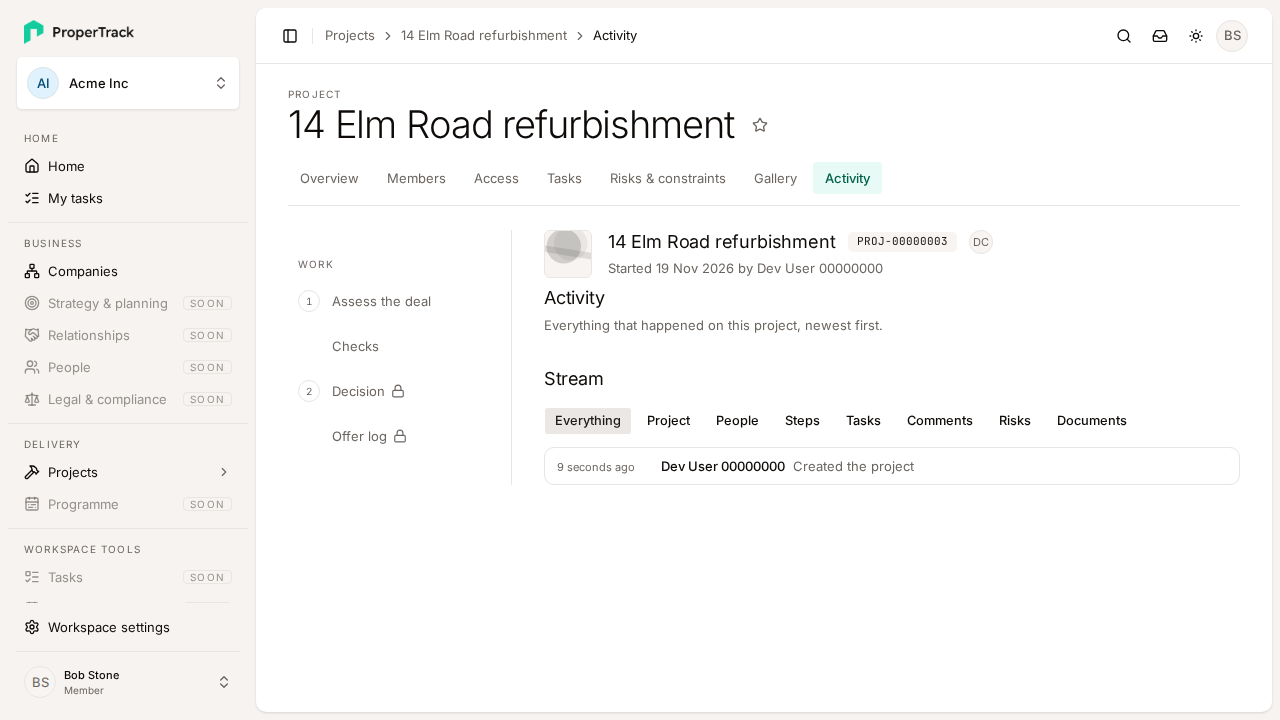 ProperTrack
AI
Acme Inc
HOME
Home
My tasks
BUSINESS
Companies
Strategy & planning SOON
Relationships SOON
People SOON
Legal & compliance SOON
DELIVERY
Projects
Programme SOON
WORKSPACE TOOLS
Tasks SOON
Workspace settings
BS
Bob Stone
Member
Projects > 14 Elm Road refurbishment > Activity
BS
PROJECT
14 Elm Road refurbishment
Overview Members Access Tasks Risks & constraints Gallery Activity
WORK
1 Assess the deal
Checks
2 Decision
Offer log
14 Elm Road refurbishment PROJ-00000003 DC
Started 19 Nov 2026 by Dev User 00000000
Activity
Everything that happened on this project, newest first.
Stream
Everything Project People Steps Tasks Comments Risks Documents
9 seconds ago Dev User 00000000 Created the project